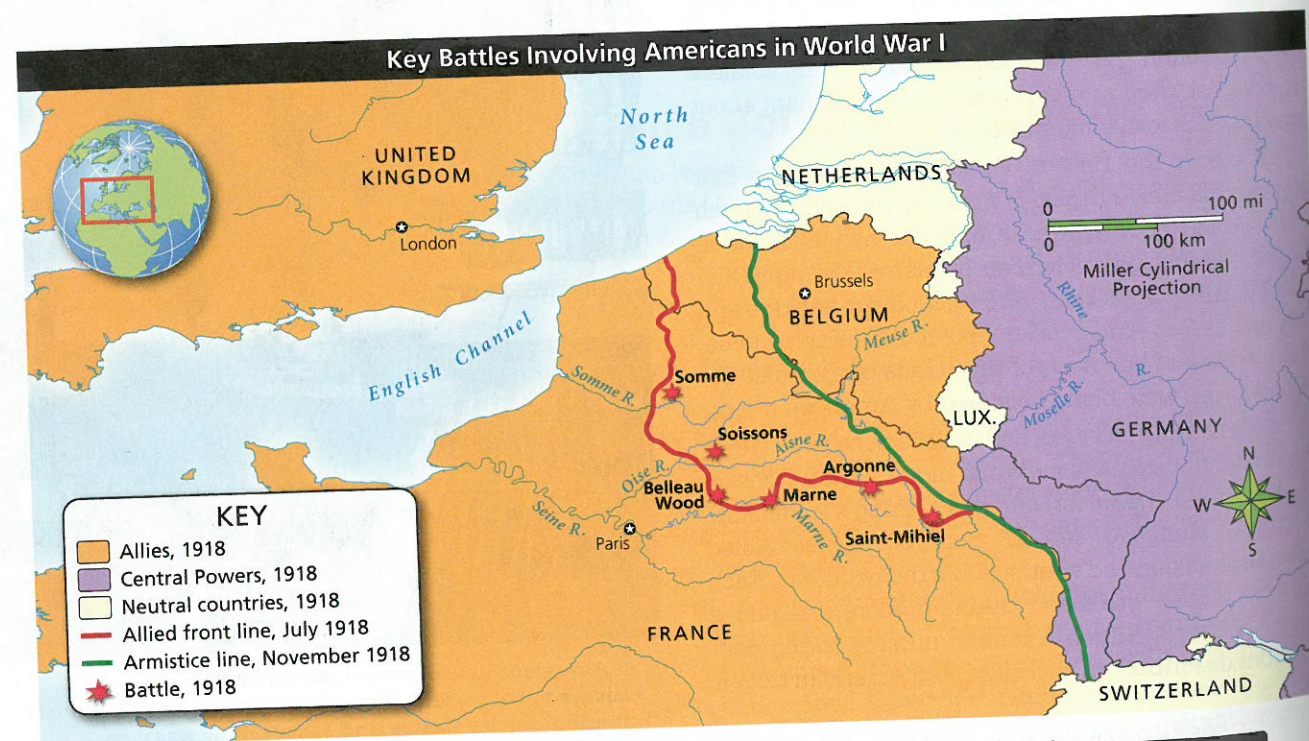 Key Battles Involving Americans in World War I
North
Sea
UNITED
KINGDOM
London
NETHERLANDS
0
100 mi
0
100 km
Miller Cylindrical
Projection
Brussels
BELGIUM
Meuse R.
Rhine
R.
English Channel
Somme R.
Somme
LUX.
Moselle R.
GERMANY
Soissons
Aisne R.
Oise R.
Argonne
Belleau
Wood
Marne
Seine R.
Paris
Marne R.
Saint-Mihiel
N
W
E
S
FRANCE
SWITZERLAND
KEY
Allies, 1918
Central Powers, 1918
Neutral countries, 1918
Allied front line, July 1918
Armistice line, November 1918
Battle, 1918